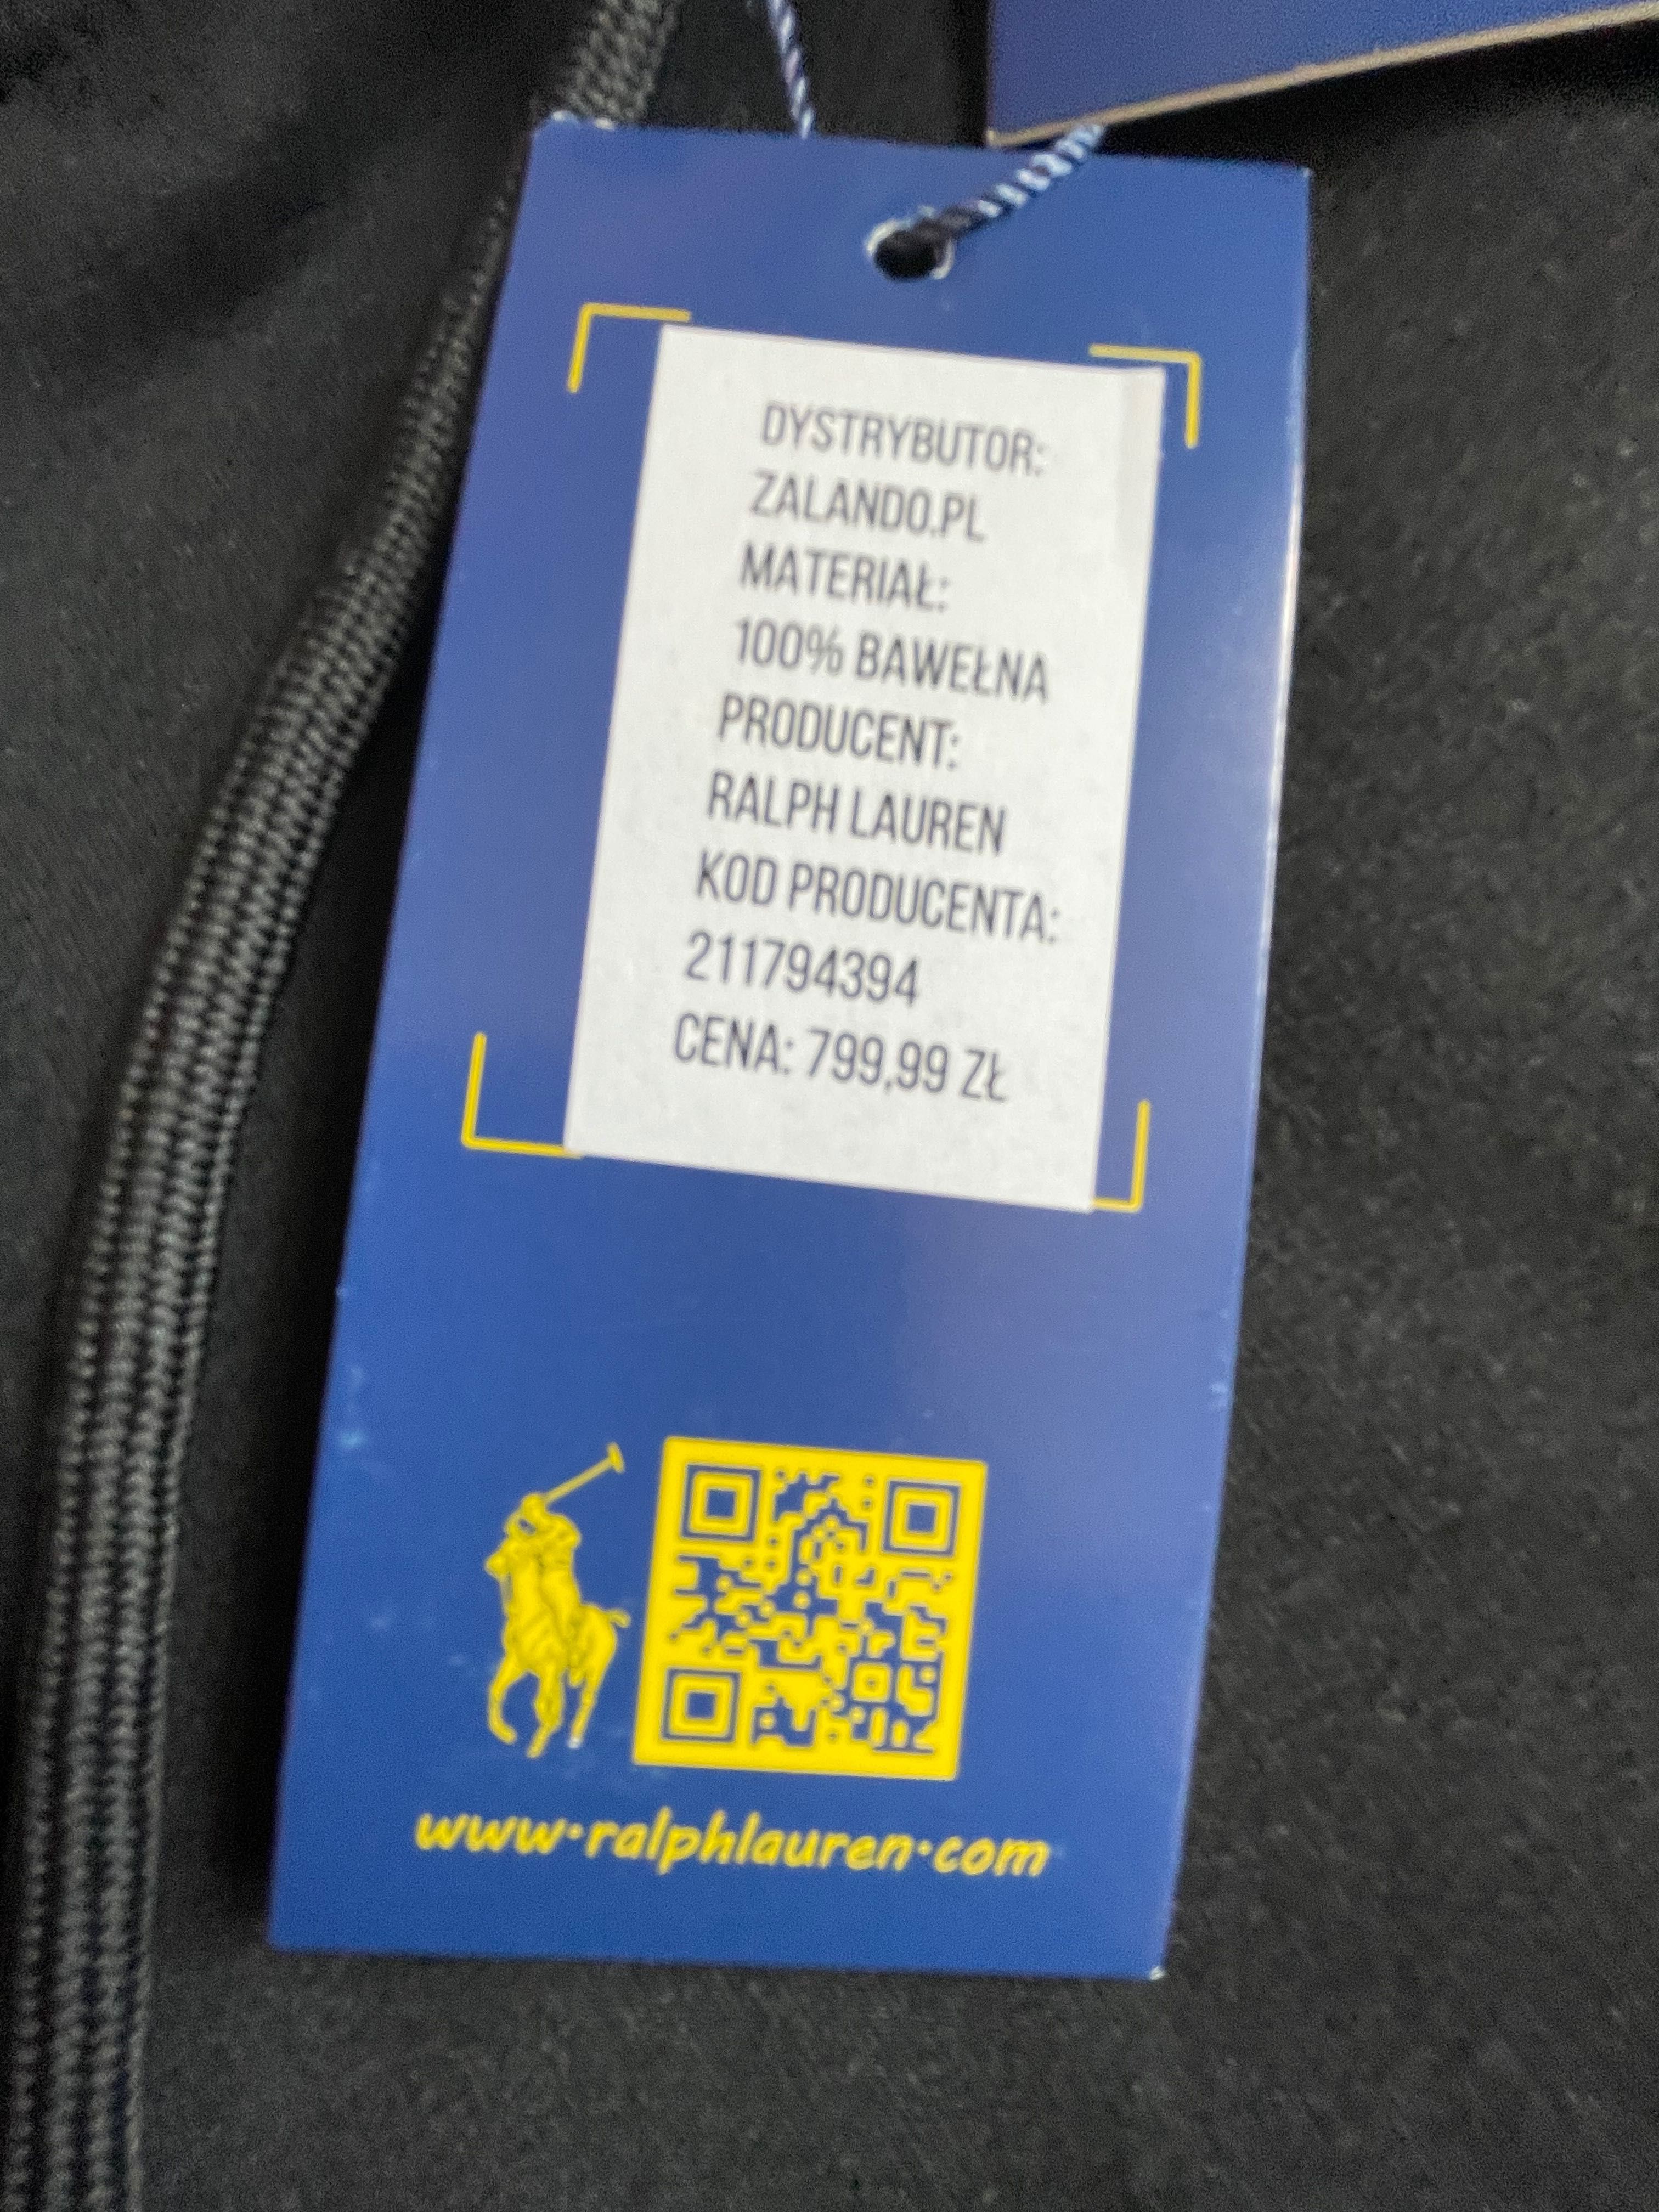 DYSTRYBUTOR:
ZALANDO.PL
MATERIAŁ:
100% BAWEŁNA
PRODUCENT:
RALPH LAUREN
KOD PRODUCENTA:
211794394
CENA: 799,99 ZŁ
www•ralphlauren•com